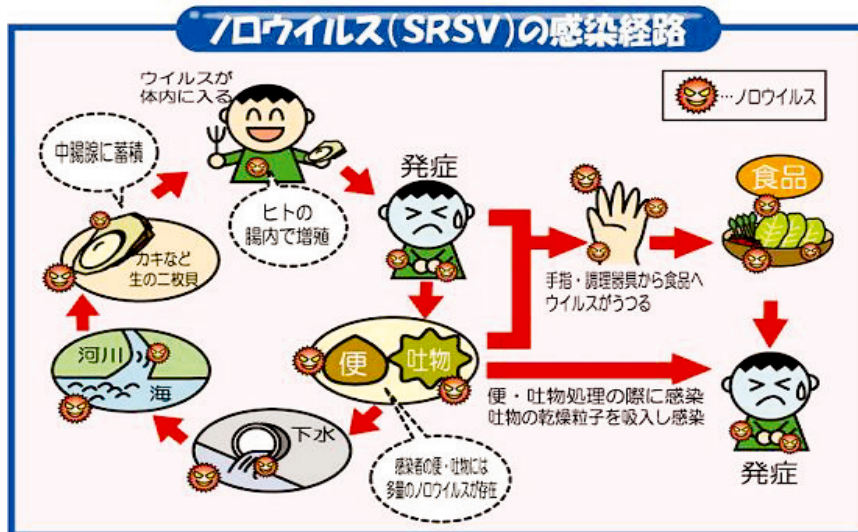 ノロウイルス(SRSV)の感染経路
…ノロウイルス
ウイルスが
体内に入る
中腸腺に蓄積
ヒトの
腸内で増殖
カキなど
生の二枚貝
発症
食品
手指・調理器具から食品へ
ウイルスがうつる
河川
海
便
吐物
便・吐物処理の際に感染
吐物の乾燥粒子を吸入し感染
下水
感染者の便・吐物には
多量のノロウイルスが存在
発症